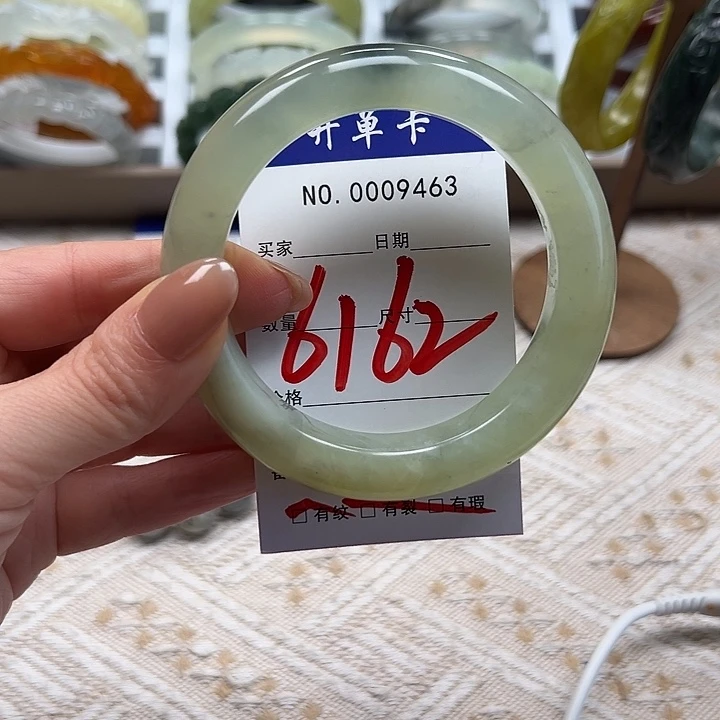 开单卡
NO. 0009463
买家 日期
数量 尺寸
6162
价格
□有纹 □有裂 □有瑕